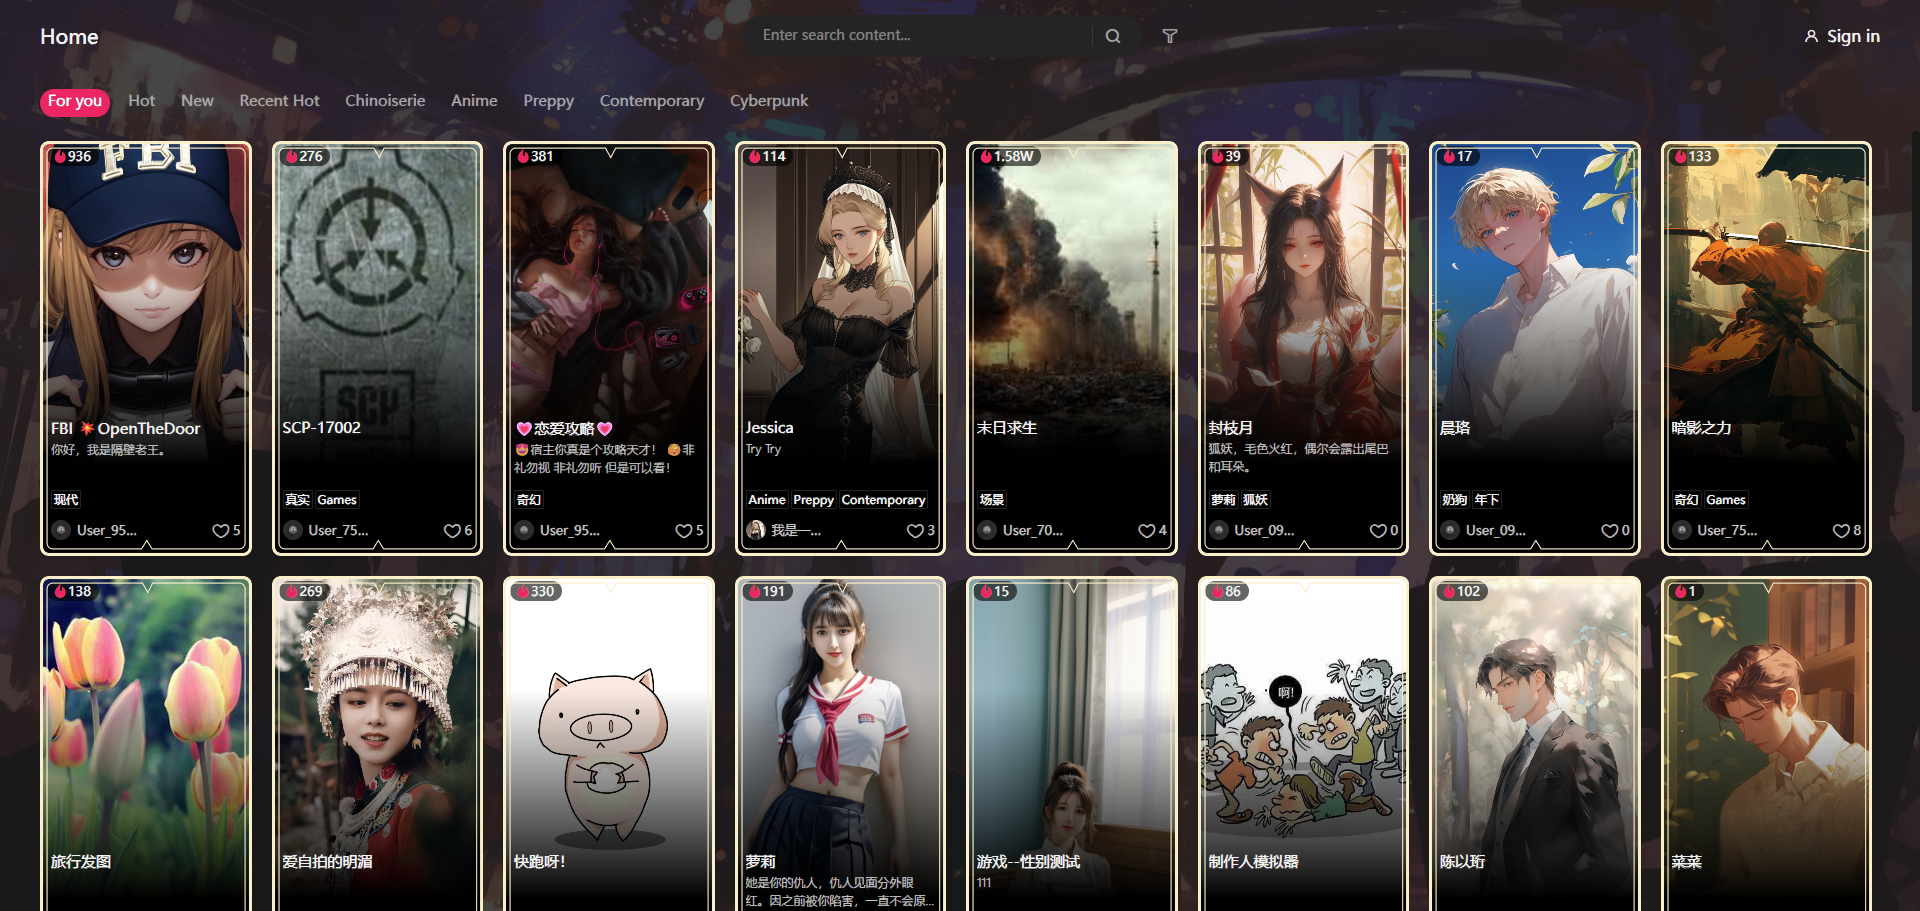 Home
Enter search content...
Sign in
For you
Hot
New
Recent Hot
Chinoiserie
Anime
Preppy
Contemporary
Cyberpunk
936
FBI
FBI 💥OpenTheDoor
你好，我是隔壁老王。
现代
User_95...
5
276
SCP
SCP-17002
真实 Games
User_75...
6
381
💗恋爱攻略💗
宿主你真是个攻略天才！ 非
礼勿视 非礼勿听 但是可以看！
奇幻
User_95...
5
114
Jessica
Try Try
Anime Preppy Contemporary
我是一...
3
1.58W
末日求生
场景
User_70...
4
39
封枝月
狐妖，毛色火红，偶尔会露出尾巴
和耳朵。
萝莉 狐妖
User_09...
0
17
晨珞
奶狗 年下
User_09...
0
133
暗影之力
奇幻 Games
User_75...
8
138
旅行发图
269
爱自拍的明湄
330
快跑呀！
191
萝莉
她是你的仇人，仇人见面分外眼
红。因之前被你陷害，一直不会原...
15
游戏--性别测试
111
86
啊!
制作人模拟器
102
陈以珩
1
菜菜